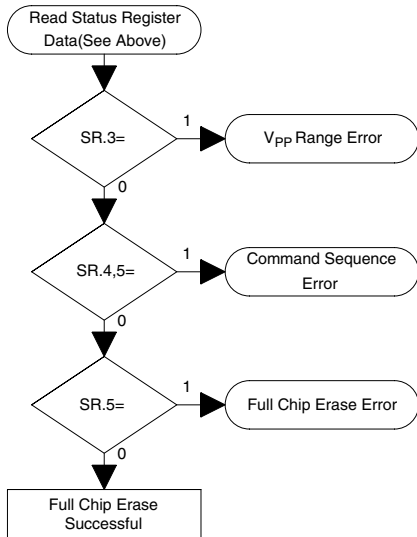 Read Status Register
Data(See Above)
SR.3=
1
VPP Range Error
0
SR.4,5=
1
Command Sequence
Error
0
SR.5=
1
Full Chip Erase Error
0
Full Chip Erase
Successful